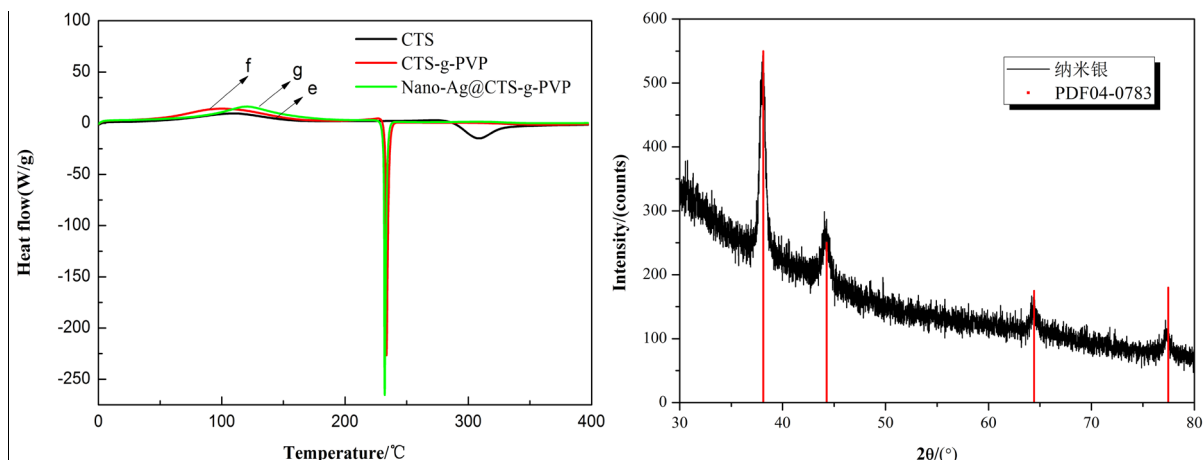 100
50
0
-50
-100
-150
-200
-250
0
100
200
300
400
Heat flow(W/g)
Temperature/℃
CTS
CTS-g-PVP
Nano-Ag@CTS-g-PVP
f
g
e
600
500
400
300
200
100
0
30
40
50
60
70
80
Intensity/(counts)
2θ/(°)
纳米银
PDF04-0783